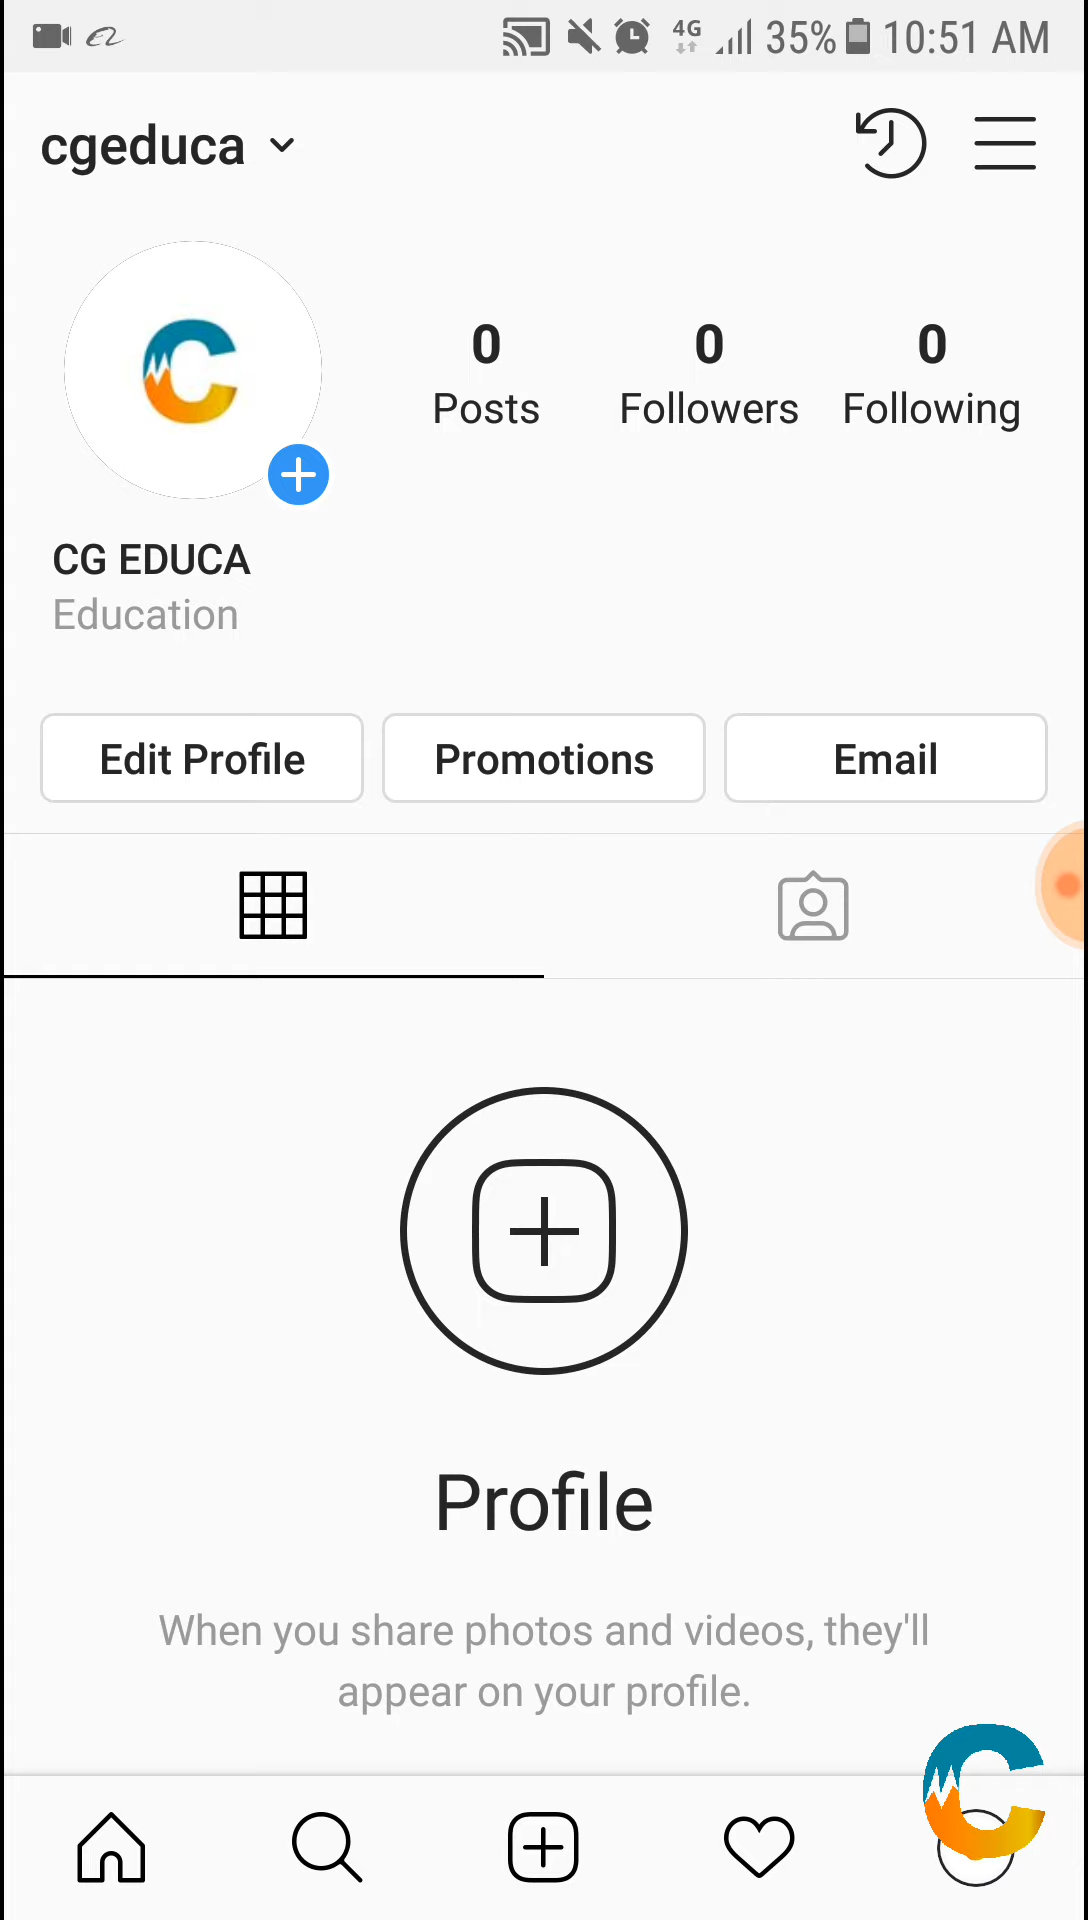 4G 35% 10:51 AM
cgeduca
0 0 0
Posts Followers Following
CG EDUCA
Education
Edit Profile Promotions Email
Profile
When you share photos and videos, they'll
appear on your profile.